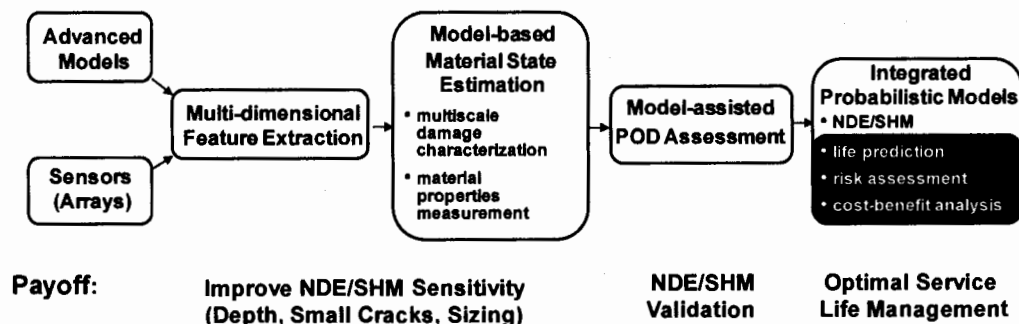 Advanced
Models
Sensors
(Arrays)
Multi-dimensional
Feature Extraction
Model-based
Material State
Estimation
• multiscale
damage
characterization
• material
properties
measurement
Model-assisted
POD Assessment
Integrated
Probabilistic Models
• NDE/SHM
• life prediction
• risk assessment
• cost-benefit analysis
Payoff:
Improve NDE/SHM Sensitivity
(Depth, Small Cracks, Sizing)
NDE/SHM
Validation
Optimal Service
Life Management